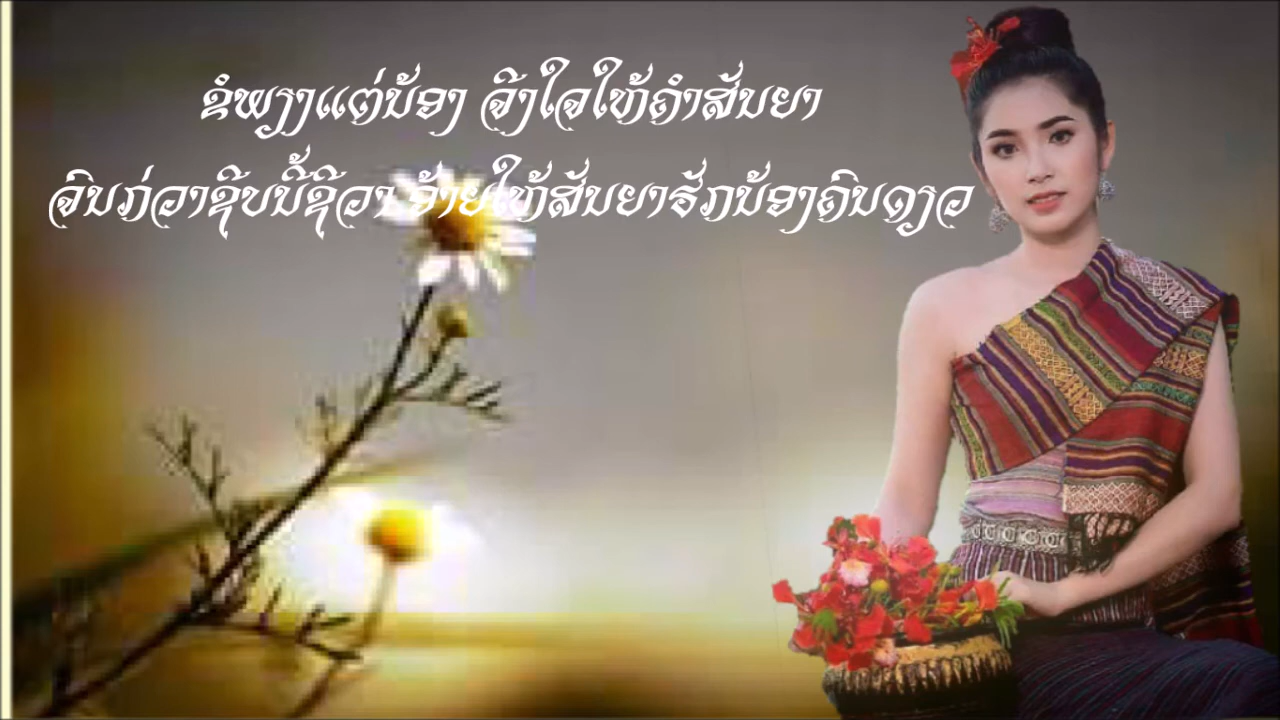 ຂໍພຽງແຕ່ນ້ອງ ຈິງໃຈໃຫ້ຄຳສັນຍາ
ຈົນກ່ວາຊີບນີ້ຊີວາ ອ້າຍໃຫ້ສັນຍາຮັກນ້ອງຄົນດຽວ